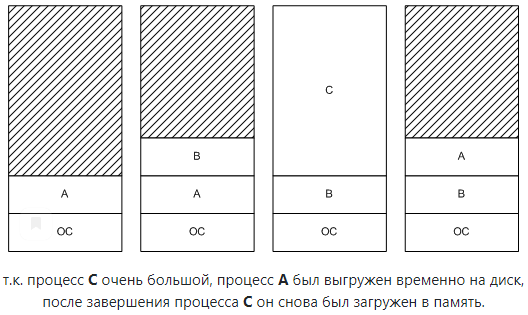 A
ОС
B
A
ОС
C
B
ОС
A
B
ОС
т.к. процесс C очень большой, процесс A был выгружен временно на диск,
после завершения процесса C он снова был загружен в память.